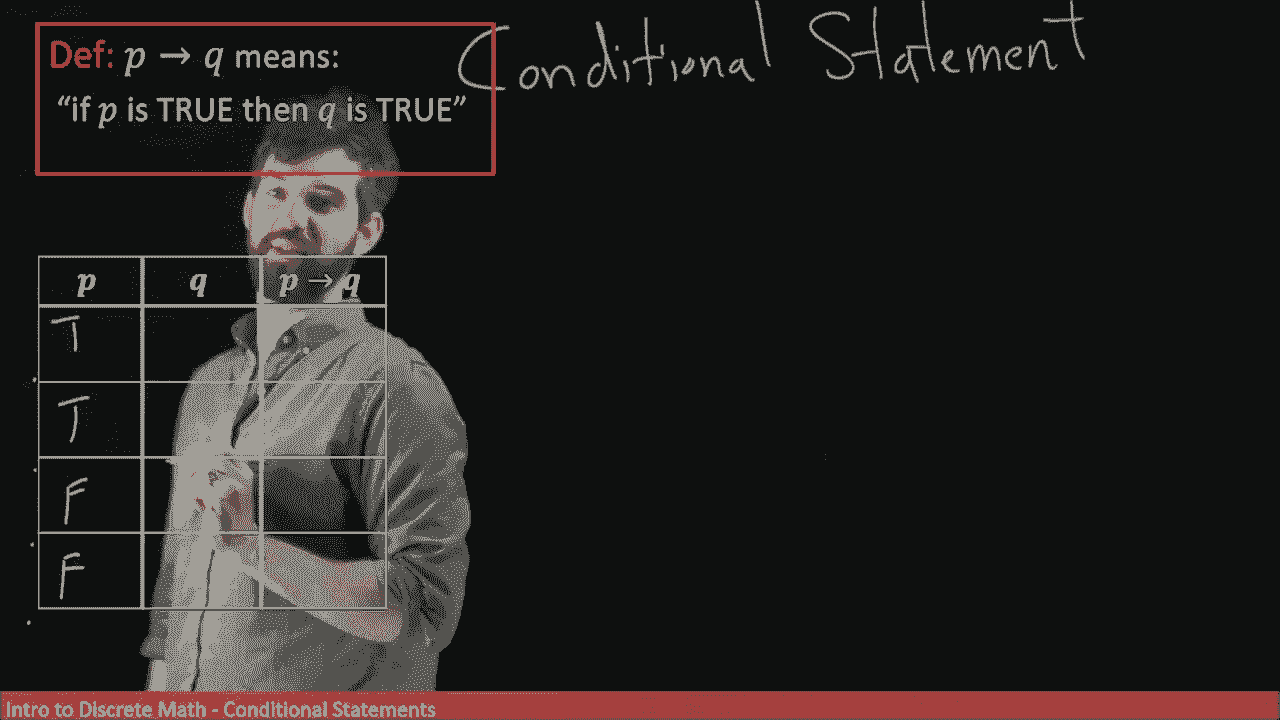 Conditional Statement
Def: p → q means:
“if p is TRUE then q is TRUE”
p q p → q
T
T
F
F
Intro to Discrete Math - Conditional Statements